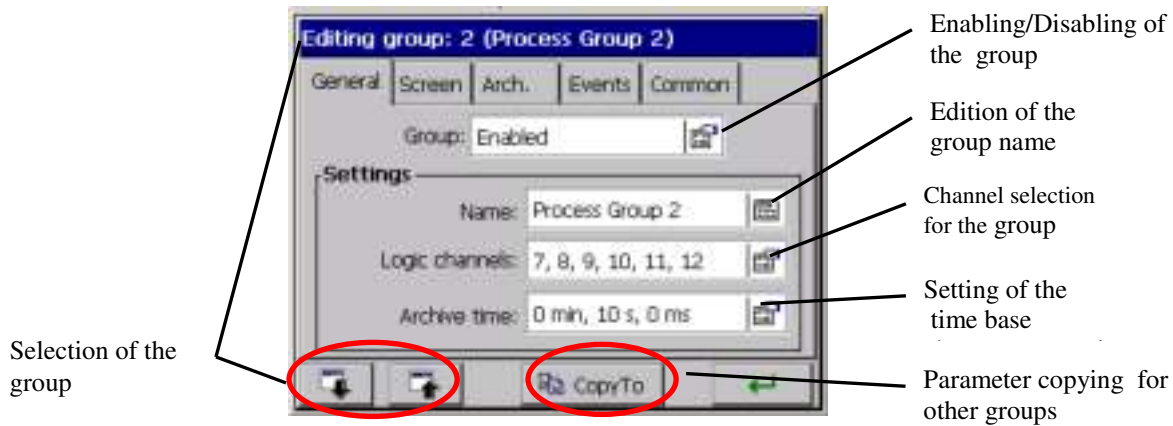 Editing group: 2 (Process Group 2)
General Screen Arch. Events Common
Group: Enabled
Settings
Name: Process Group 2
Logic channels: 7, 8, 9, 10, 11, 12
Archive time: 0 min, 10 s, 0 ms
CopyTo
Enabling/Disabling of
the group
Edition of the
group name
Channel selection
for the group
Setting of the
time base
Parameter copying for
other groups
Selection of the
group